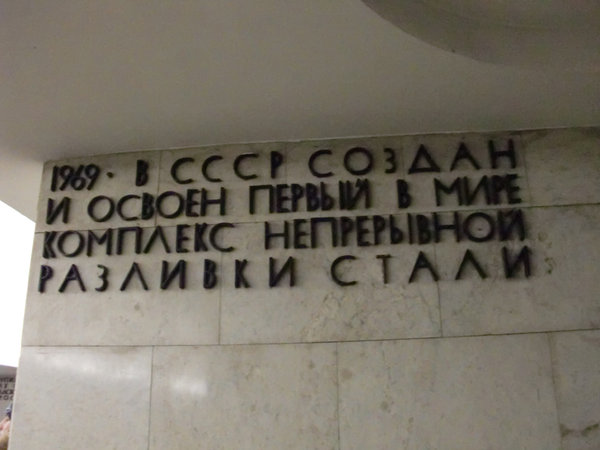 1969 · В СССР СОЗДАН
И ОСВОЕН ПЕРВЫЙ В МИРЕ
КОМПЛЕКС НЕПРЕРЫВНОЙ
РАЗЛИВКИ СТАЛИ